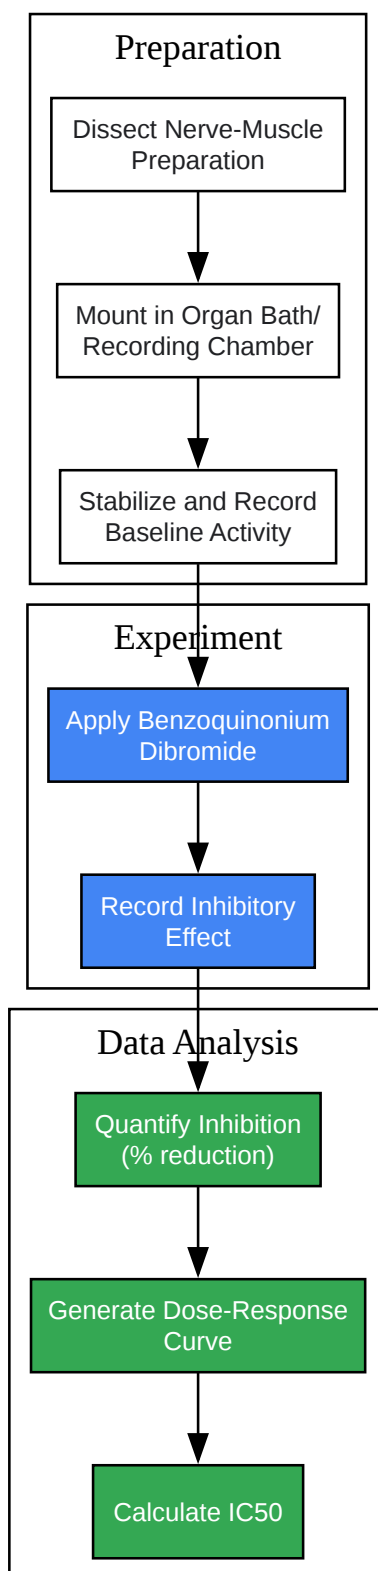 Preparation
Dissect Nerve-Muscle
Preparation
Mount in Organ Bath/
Recording Chamber
Stabilize and Record
Baseline Activity
Experiment
Apply Benzoquinonium
Dibromide
Record Inhibitory
Effect
Data Analysis
Quantify Inhibition
(% reduction)
Generate Dose-Response
Curve
Calculate IC50